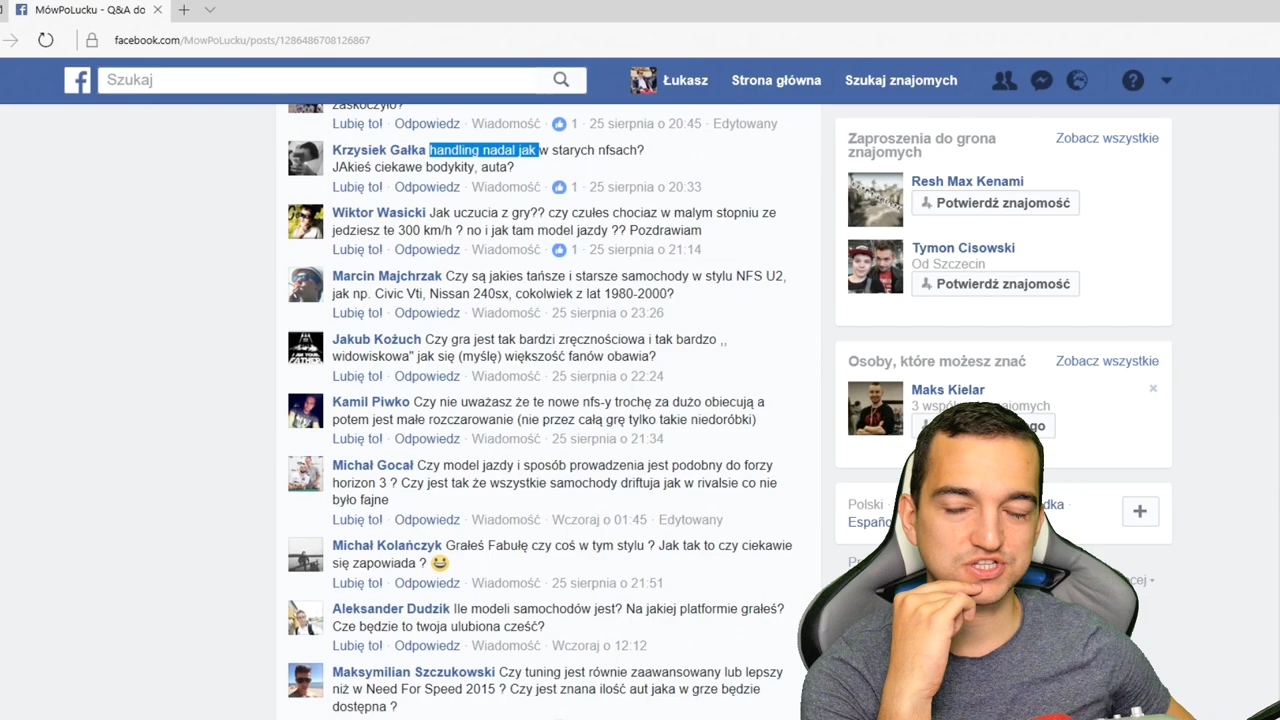 MówPoLucku - Q&A do
facebook.com/MowPoLucku/posts/1286486708126867
Szukaj
Łukasz Strona główna Szukaj znajomych
zaskoczyło?
Lubię to! · Odpowiedz · Wiadomość · 1 · 25 sierpnia o 20:45 · Edytowany
Krzysiek Gałka handling nadal jak w starych nfsach?
JAkieś ciekawe bodykity, auta?
Lubię to! · Odpowiedz · Wiadomość · 1 · 25 sierpnia o 20:33
Wiktor Wasicki Jak uczucia z gry?? czy czułes chociaz w malym stopniu ze
jedziesz te 300 km/h ? no i jak tam model jazdy ?? Pozdrawiam
Lubię to! · Odpowiedz · Wiadomość · 1 · 25 sierpnia o 21:14
Marcin Majchrzak Czy są jakies tańsze i starsze samochody w stylu NFS U2,
jak np. Civic Vti, Nissan 240sx, cokolwiek z lat 1980-2000?
Lubię to! · Odpowiedz · Wiadomość · 25 sierpnia o 23:26
Jakub Kożuch Czy gra jest tak bardzi zręcznościowa i tak bardzo ,,
widowiskowa" jak się (myślę) większość fanów obawia?
Lubię to! · Odpowiedz · Wiadomość · 25 sierpnia o 22:24
Kamil Piwko Czy nie uważasz że te nowe nfs-y trochę za dużo obiecują a
potem jest małe rozczarowanie (nie przez całą grę tylko takie niedoróbki)
Lubię to! · Odpowiedz · Wiadomość · 25 sierpnia o 21:34
Michał Gocał Czy model jazdy i sposób prowadzenia jest podobny do forzy
horizon 3 ? Czy jest tak że wszystkie samochody driftuja jak w rivalsie co nie
było fajne
Lubię to! · Odpowiedz · Wiadomość · Wczoraj o 01:45 · Edytowany
Michał Kolańczyk Grałeś Fabułę czy coś w tym stylu ? Jak tak to czy ciekawie
się zapowiada ? 😀
Lubię to! · Odpowiedz · Wiadomość · 25 sierpnia o 21:51
Aleksander Dudzik Ile modeli samochodów jest? Na jakiej platformie grałeś?
Cze będzie to twoja ulubiona cześć?
Lubię to! · Odpowiedz · Wiadomość · Wczoraj o 12:12
Maksymilian Szczukowski Czy tuning jest równie zaawansowany lub lepszy
niż w Need For Speed 2015 ? Czy jest znana ilość aut jaka w grze będzie
dostępna ?
Zaproszenia do grona
znajomych
Zobacz wszystkie
Resh Max Kenami
Potwierdź znajomość
Tymon Cisowski
Od Szczecin
Potwierdź znajomość
Osoby, które możesz znać Zobacz wszystkie
Maks Kielar
Polski ·
Españo